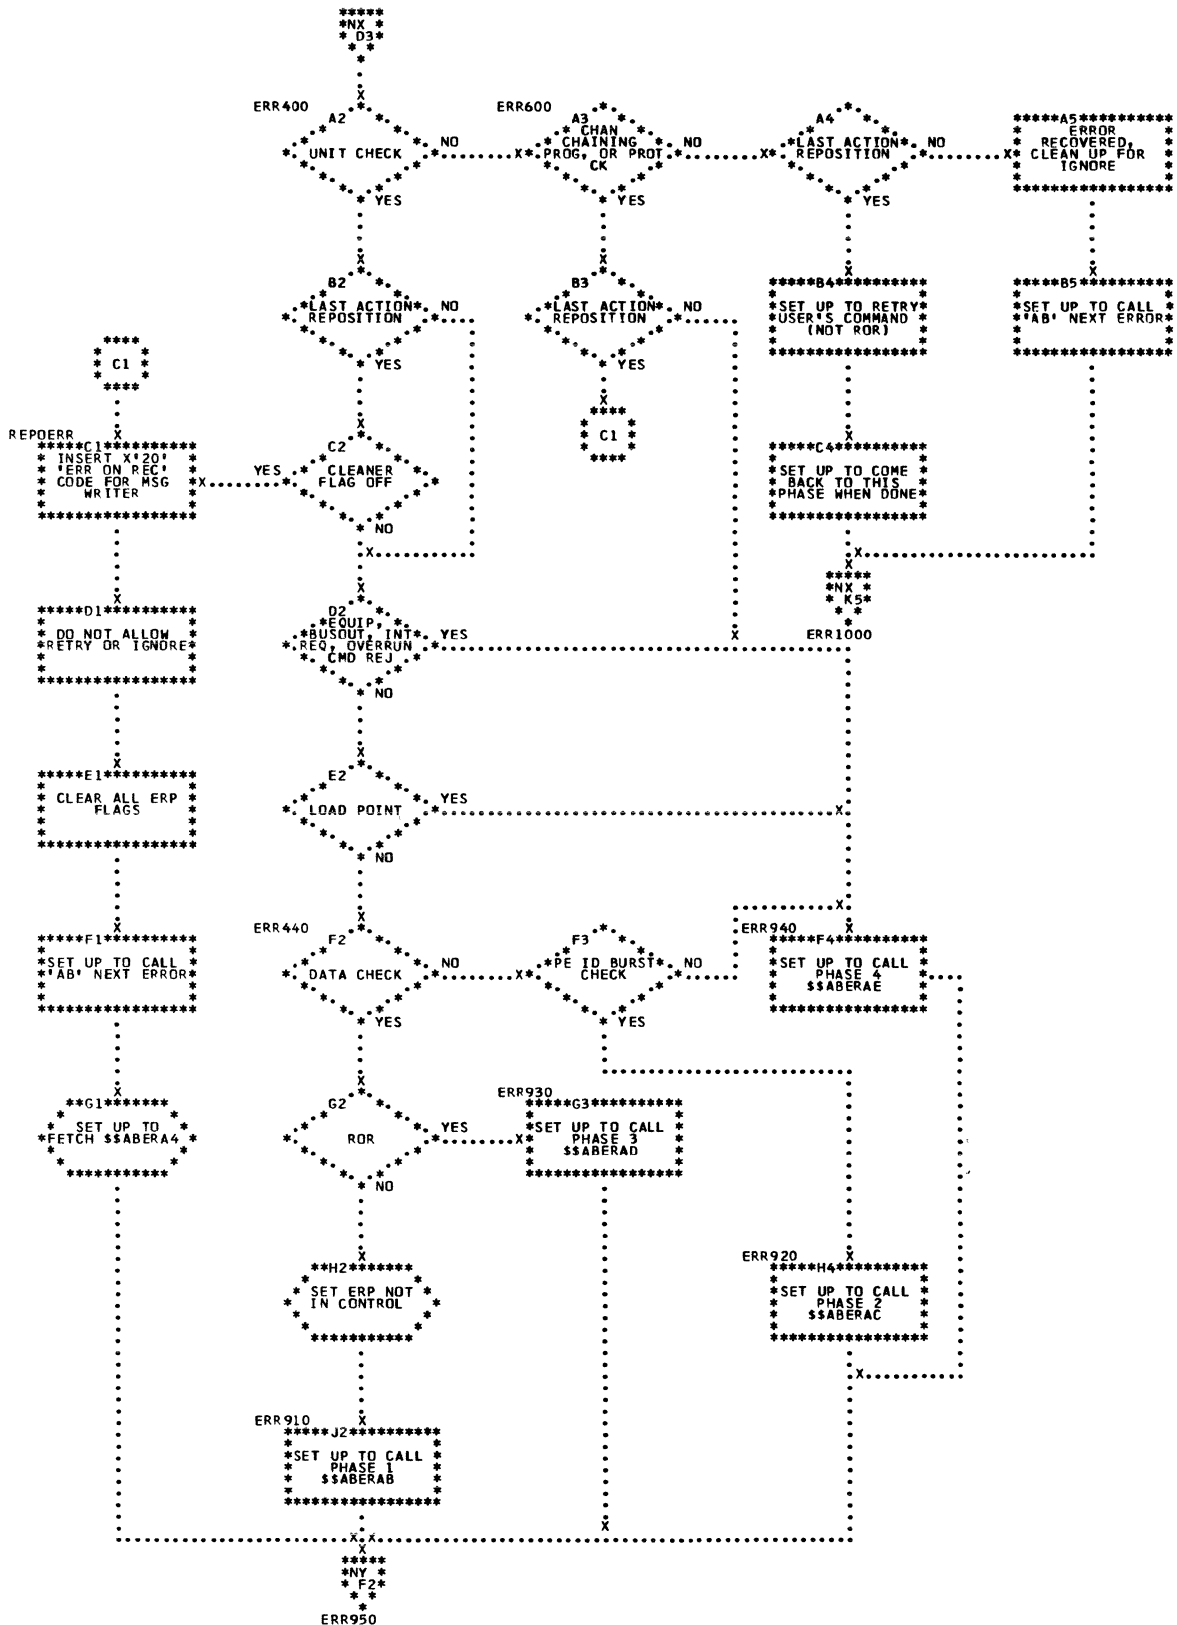 NX
D3
ERR400
A2
UNIT CHECK
NO
YES
ERR600
A3
CHAN
CHAINING
PROG, OR PROT
CK
NO
YES
A4
LAST ACTION
REPOSITION
NO
YES
A5
ERROR
RECOVERED,
CLEAN UP FOR
IGNORE
B2
LAST ACTION
REPOSITION
NO
YES
B3
LAST ACTION
REPOSITION
NO
YES
B4
SET UP TO RETRY
USER'S COMMAND
(NOT ROR)
B5
SET UP TO CALL
'AB' NEXT ERROR
C1
C1
REPOERR
C1
INSERT X'20'
'ERR ON REC'
CODE FOR MSG
WRITER
C2
CLEANER
FLAG OFF
YES
NO
C4
SET UP TO COME
BACK TO THIS
PHASE WHEN DONE
NX
K5
ERR1000
D1
DO NOT ALLOW
RETRY OR IGNORE
D2
EQUIP,
BUSOUT, INT
REQ, OVERRUN
CMD REJ
YES
NO
E1
CLEAR ALL ERP
FLAGS
E2
LOAD POINT
YES
NO
F1
SET UP TO CALL
'AB' NEXT ERROR
ERR440
F2
DATA CHECK
NO
YES
F3
PE ID BURST
CHECK
NO
YES
ERR940
F4
SET UP TO CALL
PHASE 4
$$ABERAE
G1
SET UP TO
FETCH $$ABERA4
G2
ROR
YES
NO
ERR930
G3
SET UP TO CALL
PHASE 3
$$ABERAD
H2
SET ERP NOT
IN CONTROL
ERR920
H4
SET UP TO CALL
PHASE 2
$$ABERAC
ERR910
J2
SET UP TO CALL
PHASE 1
$$ABERAB
NY
F2
ERR950